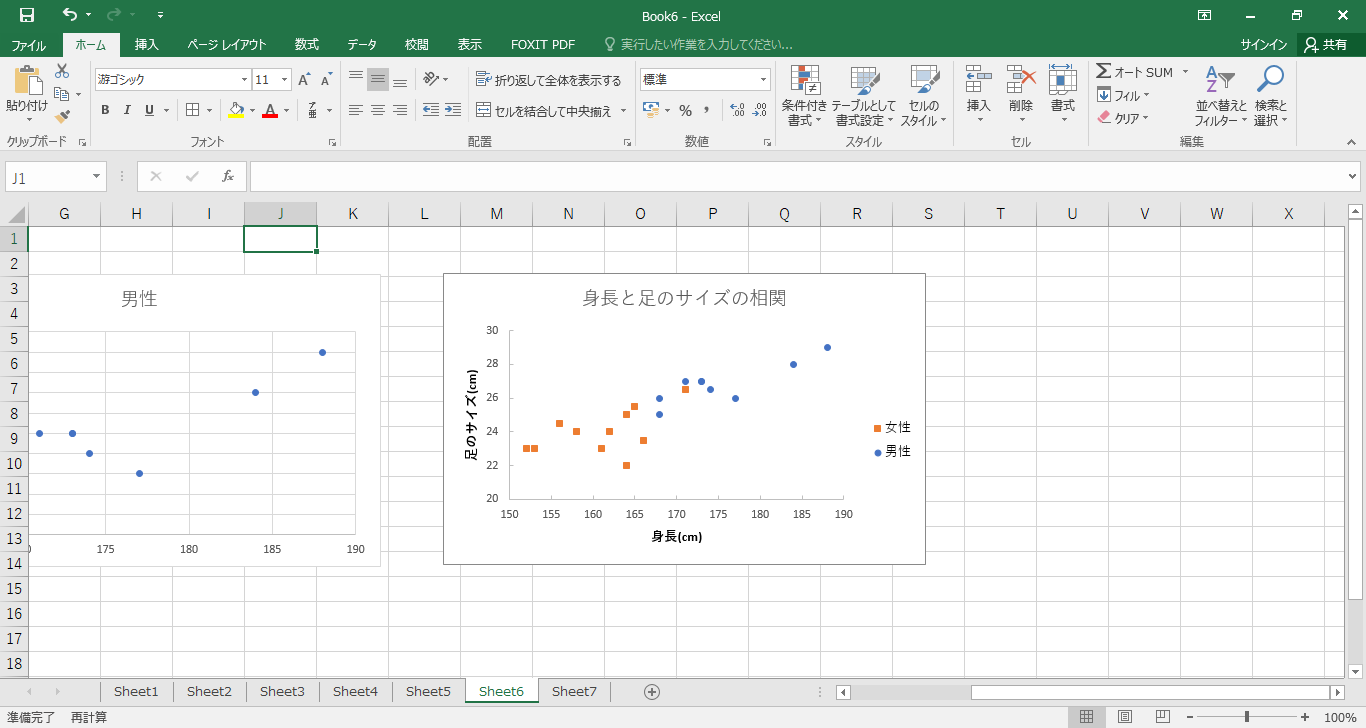 Book6 - Excel
ファイル ホーム 挿入 ページ レイアウト 数式 データ 校閲 表示 FOXIT PDF 実行したい作業を入力してください... サインイン 共有
貼り付け
クリップボード
游ゴシック 11 A A
B I U A 亜
フォント
折り返して全体を表示する
セルを結合して中央揃え
配置
標準
% , .0 .00 .00 .0
数値
条件付き書式
テーブルとして書式設定
セルのスタイル
スタイル
挿入 削除 書式
セル
Σ オート SUM
フィル
クリア
並べ替えとフィルター
検索と選択
編集
J1 fx
G H I J K L M N O P Q R S T U V W X
1
2
3
4
5
6
7
8
9
10
11
12
13
14
15
16
17
18
男性
175 180 185 190
身長と足のサイズの相関
足のサイズ(cm)
30
28
26
24
22
20
150 155 160 165 170 175 180 185 190
身長(cm)
女性
男性
Sheet1 Sheet2 Sheet3 Sheet4 Sheet5 Sheet6 Sheet7
準備完了 再計算 100%